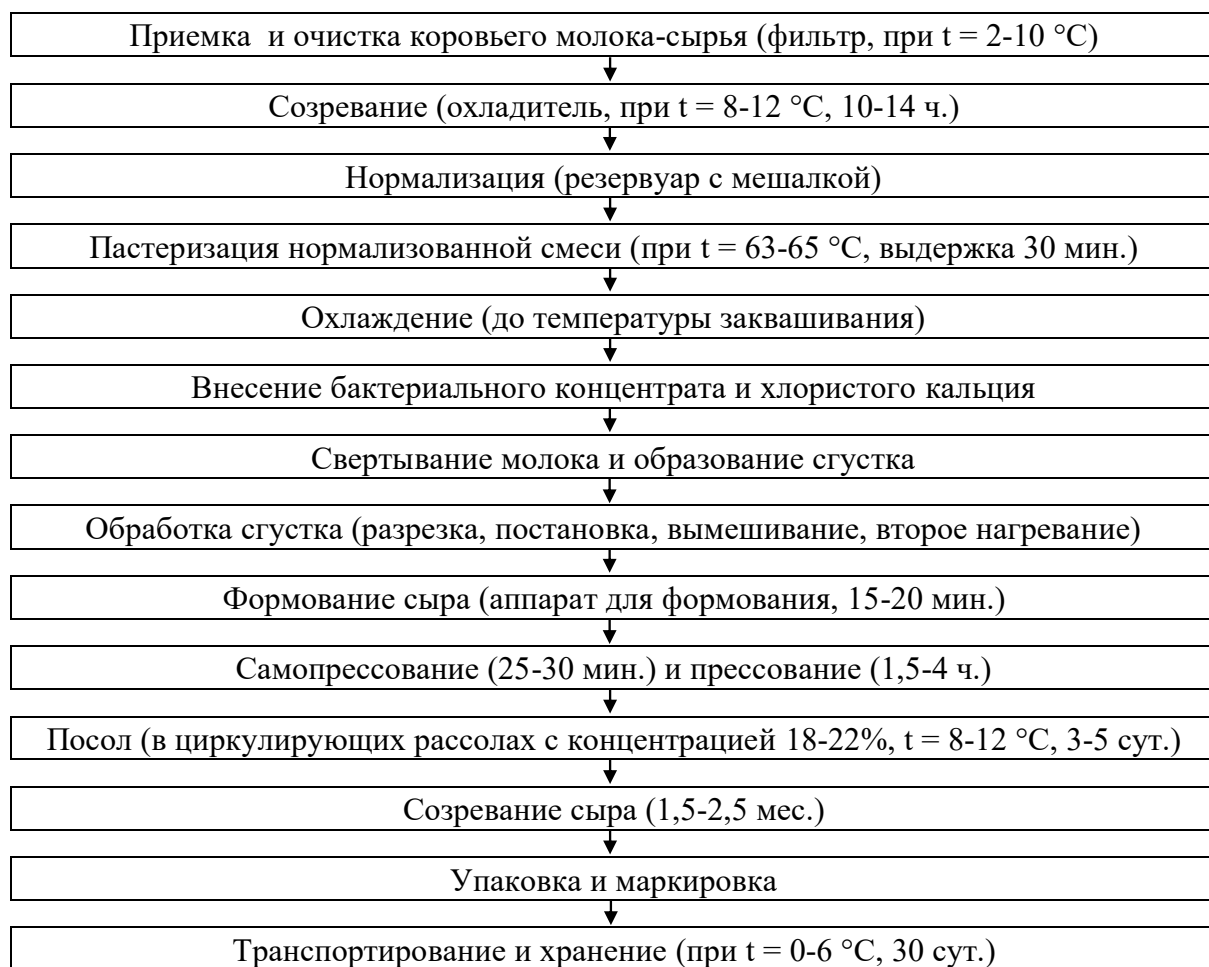 Приемка и очистка коровьего молока-сырья (фильтр, при t = 2-10 °C)
Созревание (охладитель, при t = 8-12 °C, 10-14 ч.)
Нормализация (резервуар с мешалкой)
Пастеризация нормализованной смеси (при t = 63-65 °C, выдержка 30 мин.)
Охлаждение (до температуры заквашивания)
Внесение бактериального концентрата и хлористого кальция
Свертывание молока и образование сгустка
Обработка сгустка (разрезка, постановка, вымешивание, второе нагревание)
Формование сыра (аппарат для формования, 15-20 мин.)
Самопрессование (25-30 мин.) и прессование (1,5-4 ч.)
Посол (в циркулирующих рассолах с концентрацией 18-22%, t = 8-12 °C, 3-5 сут.)
Созревание сыра (1,5-2,5 мес.)
Упаковка и маркировка
Транспортирование и хранение (при t = 0-6 °C, 30 сут.)